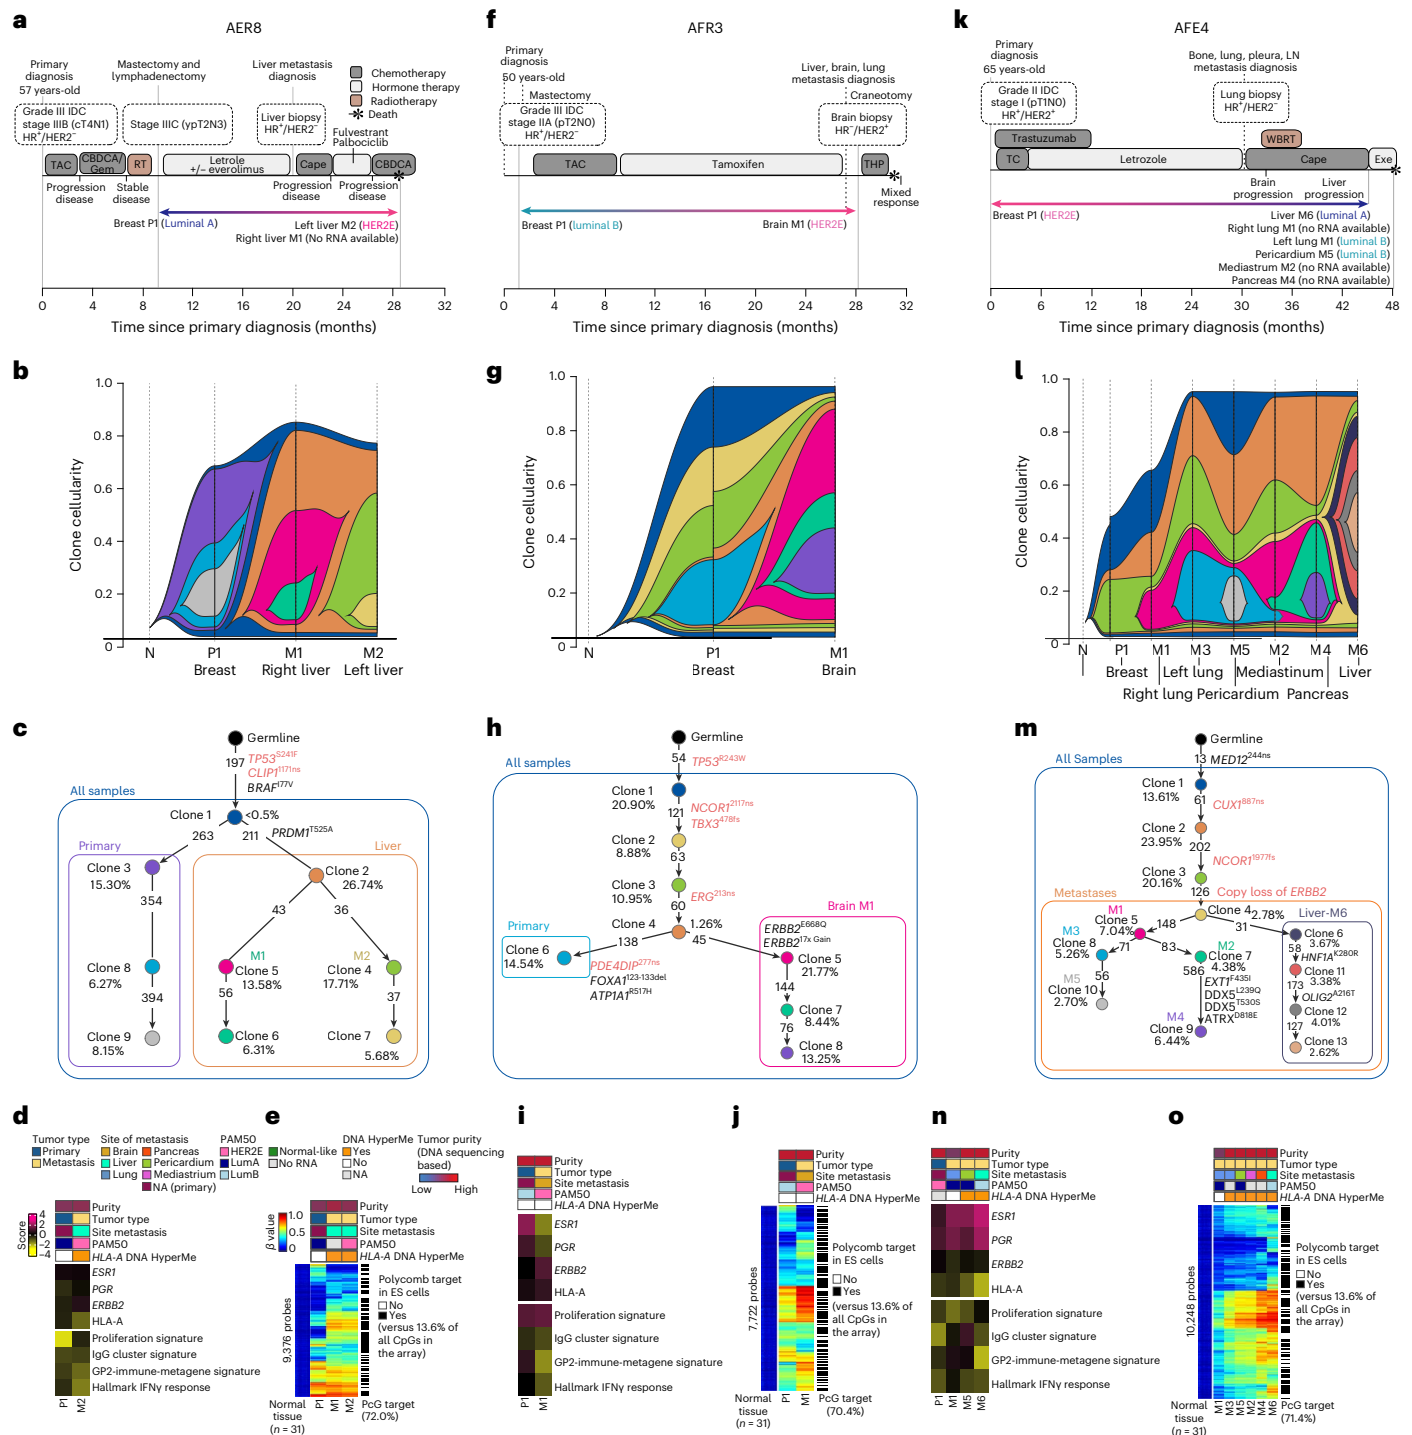 a
AER8
Primary
diagnosis
57 years-old
Mastectomy and
lymphadenectomy
Liver metastasis
diagnosis
Chemotherapy
Hormone therapy
Radiotherapy
Death
Grade III IDC
stage IIIB (cT4N1)
HR+/HER2−
Stage IIIC (ypT2N3)
Liver biopsy
HR+/HER2−
Fulvestrant
Palbociclib
TAC
CBDCA/
Gem
RT
Letrole
+/− everolimus
Cape
CBDCA
Progression
disease
Stable
disease
Progression
disease
Progression
disease
Breast P1 (Luminal A)
Left liver M2 (HER2E)
Right liver M1 (No RNA available)
0 4 8 12 16 20 24 28 32
Time since primary diagnosis (months)
f
AFR3
Primary
diagnosis
50 years-old
Mastectomy
Grade III IDC
stage IIA (pT2N0)
HR+/HER2−
Liver, brain, lung
metastasis diagnosis
Craneotomy
Brain biopsy
HR−/HER2+
TAC
Tamoxifen
THP
Mixed
response
Breast P1 (luminal B)
Brain M1 (HER2E)
0 4 8 12 16 20 24 28 32
Time since primary diagnosis (months)
k
AFE4
Primary
diagnosis
65 years-old
Grade II IDC
stage I (pT1N0)
HR+/HER2+
Bone, lung, pleura, LN
metastasis diagnosis
Lung biopsy
HR+/HER2−
Trastuzumab
WBRT
TC
Letrozole
Cape
Exe
Brain
progression
Liver
progression
Breast P1 (HER2E)
Liver M6 (luminal A)
Right lung M1 (no RNA available)
Left lung M1 (luminal B)
Pericardium M5 (luminal B)
Mediastrum M2 (no RNA available)
Pancreas M4 (no RNA available)
0 6 12 18 24 30 36 42 48
Time since primary diagnosis (months)
b
Clone cellularity
1.0
0.8
0.6
0.4
0.2
0
N P1 M1 M2
Breast Right liver Left liver
g
Clone cellularity
1.0
0.8
0.6
0.4
0.2
0
N P1 M1
Breast Brain
l
Clone cellularity
1.0
0.8
0.6
0.4
0.2
0
N P1 M1 M3 M5 M2 M4 M6
Breast Left lung Mediastinum Liver
Right lung Pericardium Pancreas
c
Germline
197
TP53S241F
CLIP11171ns
BRAFI77V
All samples
Clone 1 <0.5%
263 211 PRDM1T525A
Primary
Liver
Clone 3
15.30%
Clone 2
26.74%
354
43 36
M1 M2
Clone 8
6.27%
Clone 5
13.58%
Clone 4
17.71%
394 56 37
Clone 9
8.15%
Clone 6
6.31%
Clone 7
5.68%
h
Germline
54 TP53R243W
All samples
Clone 1
20.90%
121
NCOR12117ns
TBX3478fs
Clone 2
8.88%
63
Clone 3
10.95%
ERG213ns
60
Clone 4 1.26%
138 45
Primary
Brain M1
Clone 6
14.54%
PDE4DIP277ns
FOXA1123-133del
ATP1A1R517H
ERBB2E668Q
ERBB217x Gain
Clone 5
21.77%
144
Clone 7
8.44%
76
Clone 8
13.25%
m
Germline
13 MED12244ns
All Samples
Clone 1
13.61%
61 CUX1887ns
Clone 2
23.95%
202
NCOR11977fs
Clone 3
20.16%
126 Copy loss of ERBB2
Metastases
Clone 4 2.78%
148 31
M1
Clone 5
7.04%
Liver-M6
M3
Clone 8
5.26%
71 83
M2
Clone 7
4.38%
Clone 6
3.67%
58
HNF1AK280R
56
M5
Clone 10
2.70%
586
EXT1F435I
DDX5L239Q
DDX5T530S
ATRXD818E
M4
Clone 9
6.44%
Clone 11
3.38%
173
OLIG2A216T
Clone 12
4.01%
127
Clone 13
2.62%
d
Tumor type
Primary
Metastasis
Site of metastasis
Brain
Liver
Lung
Pancreas
Pericardium
Mediastrium
NA (primary)
PAM50
HER2E
LumA
LumB
Normal-like
No RNA
DNA HyperMe
Yes
No
NA
Tumor purity
(DNA sequencing
based)
Low High
Score
4
2
0
−2
−4
Purity
Tumor type
Site metastasis
PAM50
HLA-A DNA HyperMe
ESR1
PGR
ERBB2
HLA-A
Proliferation signature
IgG cluster signature
GP2-immune-metagene signature
Hallmark IFNγ response
P1 M2
e
β value
1.0
0.5
0
Purity
Tumor type
Site metastasis
PAM50
HLA-A DNA HyperMe
9,376 probes
Polycomb target
in ES cells
No
Yes
(versus 13.6% of
all CpGs in
the array)
Normal
tissue
(n = 31)
P1 M1 M2
PcG target
(72.0%)
i
Purity
Tumor type
Site metastasis
PAM50
HLA-A DNA HyperMe
ESR1
PGR
ERBB2
HLA-A
Proliferation signature
IgG cluster signature
GP2-immune-metagene signature
Hallmark IFNγ response
P1 M1
j
Purity
Tumor type
Site metastasis
PAM50
HLA-A DNA HyperMe
7,722 probes
Polycomb target
in ES cells
No
Yes
(versus 13.6% of
all CpGs in
the array)
Normal
tissue
(n = 31)
P1 M1
PcG target
(70.4%)
n
Purity
Tumor type
Site metastasis
PAM50
HLA-A DNA HyperMe
ESR1
PGR
ERBB2
HLA-A
Proliferation signature
IgG cluster signature
GP2-immune-metagene signature
Hallmark IFNγ response
P1 M1 M5 M6
o
Purity
Tumor type
Site metastasis
PAM50
HLA-A DNA HyperMe
10,248 probes
Polycomb target
in ES cells
No
Yes
(versus 13.6% of
all CpGs in
the array)
Normal
tissue
(n = 31)
M1 M3 M5 M2 M4 M6
PcG target
(71.4%)